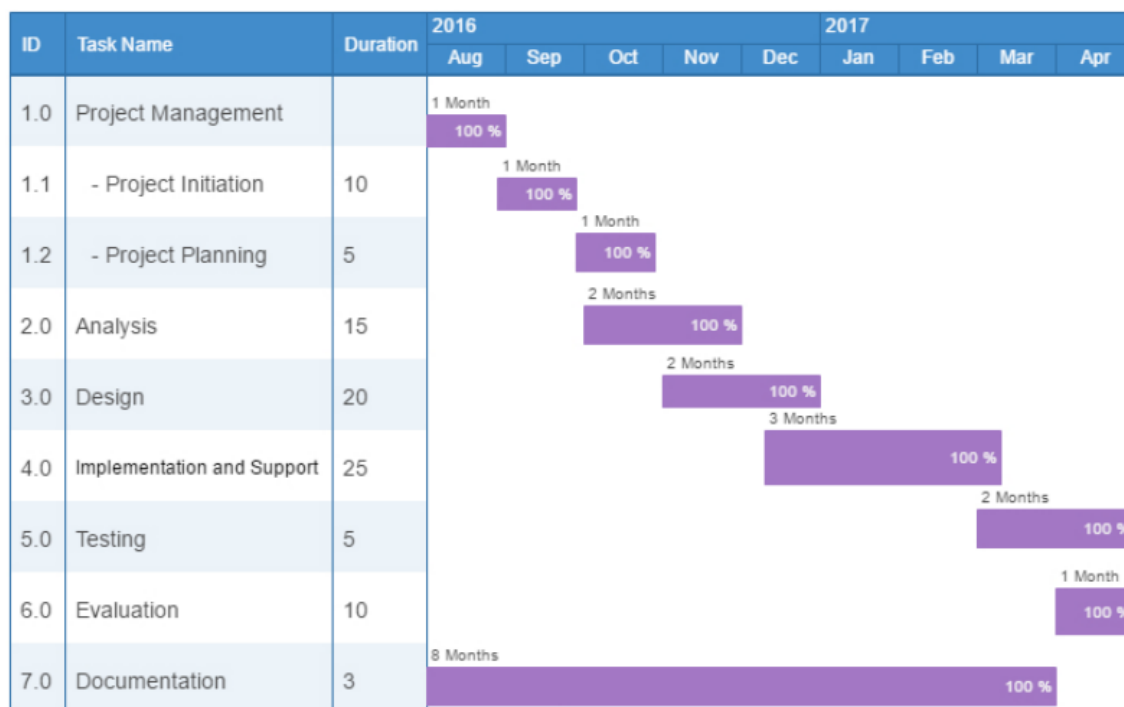 ID Task Name Duration 2016 2017
Aug Sep Oct Nov Dec Jan Feb Mar Apr
1 Month
1.0 Project Management 100 %
1 Month
1.1 - Project Initiation 10 100 %
1 Month
1.2 - Project Planning 5 100 %
2 Months
2.0 Analysis 15 100 %
2 Months
3.0 Design 20 100 %
3 Months
4.0 Implementation and Support 25 100 %
2 Months
5.0 Testing 5 100 %
1 Month
6.0 Evaluation 10 100 %
8 Months
7.0 Documentation 3 100 %